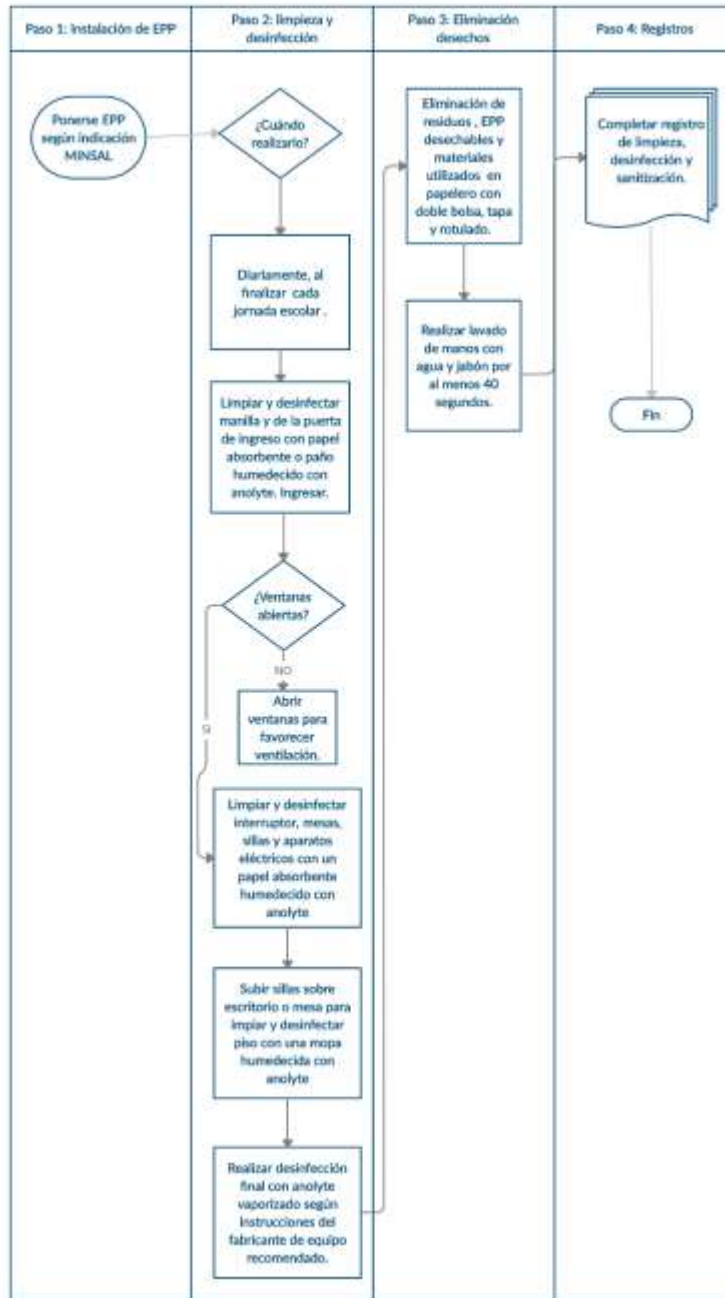 Paso 1: Instalación de EPP
Paso 2: limpieza y
desinfección
Paso 3: Eliminación
desechos
Paso 4: Registros
Ponerse EPP
según indicación
MINSAL
¿Cuándo
realizarlo?
Diariamente, al
finalizar cada
jornada escolar .
Limpiar y desinfectar
manilla y de la puerta
de ingreso con papel
absorbente o paño
humedecido con
anolyte. Ingresar.
¿Ventanas
abiertas?
NO
SI
Abrir
ventanas para
favorecer
ventilación.
Limpiar y desinfectar
interruptor, mesas,
sillas y aparatos
eléctricos con un
papel absorbente
humedecido con
anolyte
Subir sillas sobre
escritorio o mesa para
impiar y desinfectar
piso con una mopa
humedecida con
anolyte
Realizar desinfección
final con anolyte
vaporizado según
instrucciones del
fabricante de equipo
recomendado.
Eliminación de
residuos , EPP
desechables y
materiales
utilizados en
papelero con
doble bolsa, tapa
y rotulado.
Realizar lavado
de manos con
agua y jabón por
al menos 40
segundos.
Completar registro
de limpieza,
desinfección y
sanitización.
Fin